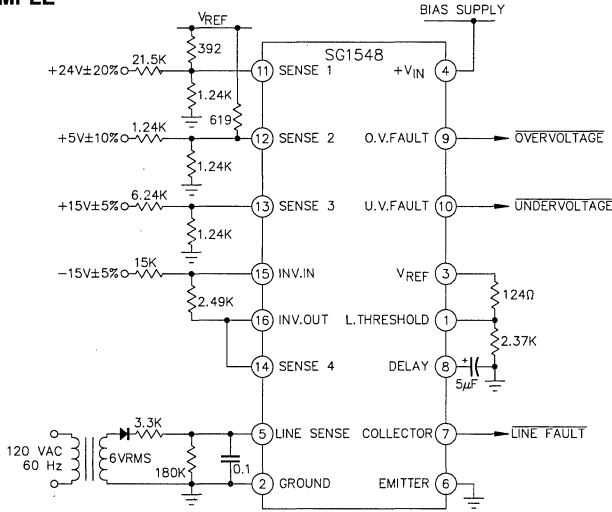 BIAS SUPPLY
VREF
SG1548
392
+24V±20%
21.5K
11 SENSE 1
+VIN 4
1.24K
619
+5V±10%
1.24K
12 SENSE 2
O.V.FAULT 9
OVERVOLTAGE
1.24K
+15V±5%
6.24K
13 SENSE 3
U.V.FAULT 10
UNDERVOLTAGE
1.24K
-15V±5%
15K
15 INV.IN
VREF 3
2.49K
124Ω
16 INV.OUT
L.THRESHOLD 1
2.37K
14 SENSE 4
DELAY 8
+
5μF
3.3K
5 LINE SENSE
COLLECTOR 7
LINE FAULT
120 VAC
60 Hz
6VRMS
180K
0.1
2 GROUND
EMITTER 6